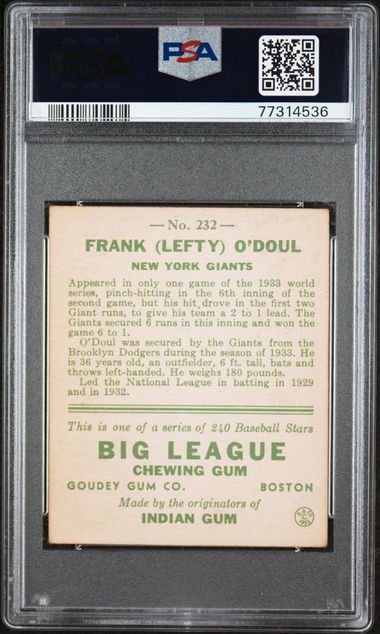 PSA
PSA
77314536
—No. 232—
FRANK (LEFTY) O'DOUL
NEW YORK GIANTS
Appeared in only one game of the 1933 world
series, pinch-hitting in the 6th inning of the
second game, but his hit drove in the first two
Giant runs, to give his team a 2 to 1 lead. The
Giants secured 6 runs in this inning and won the
game 6 to 1.
O'Doul was secured by the Giants from the
Brooklyn Dodgers during the season of 1933. He
is 36 years old, an outfielder, 6 ft. tall, bats and
throws left-handed. He weighs 180 pounds.
Led the National League in batting in 1929
and in 1932.
This is one of a series of 240 Baseball Stars
BIG LEAGUE
CHEWING GUM
GOUDEY GUM CO. BOSTON
Made by the originators of
INDIAN GUM